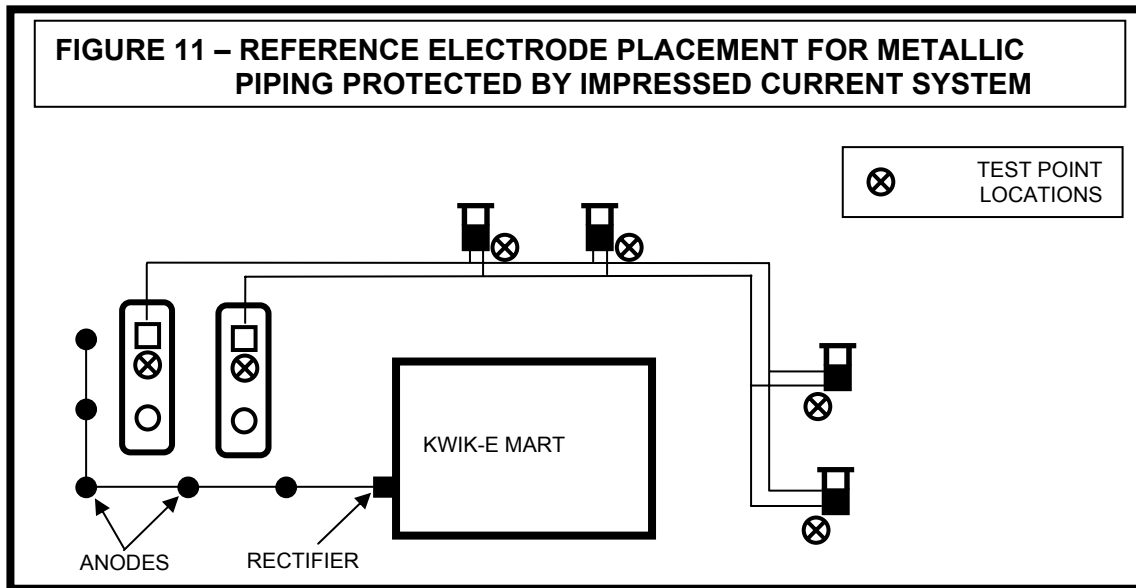 FIGURE 11 – REFERENCE ELECTRODE PLACEMENT FOR METALLIC
PIPING PROTECTED BY IMPRESSED CURRENT SYSTEM
TEST POINT
LOCATIONS
KWIK-E MART
ANODES
RECTIFIER